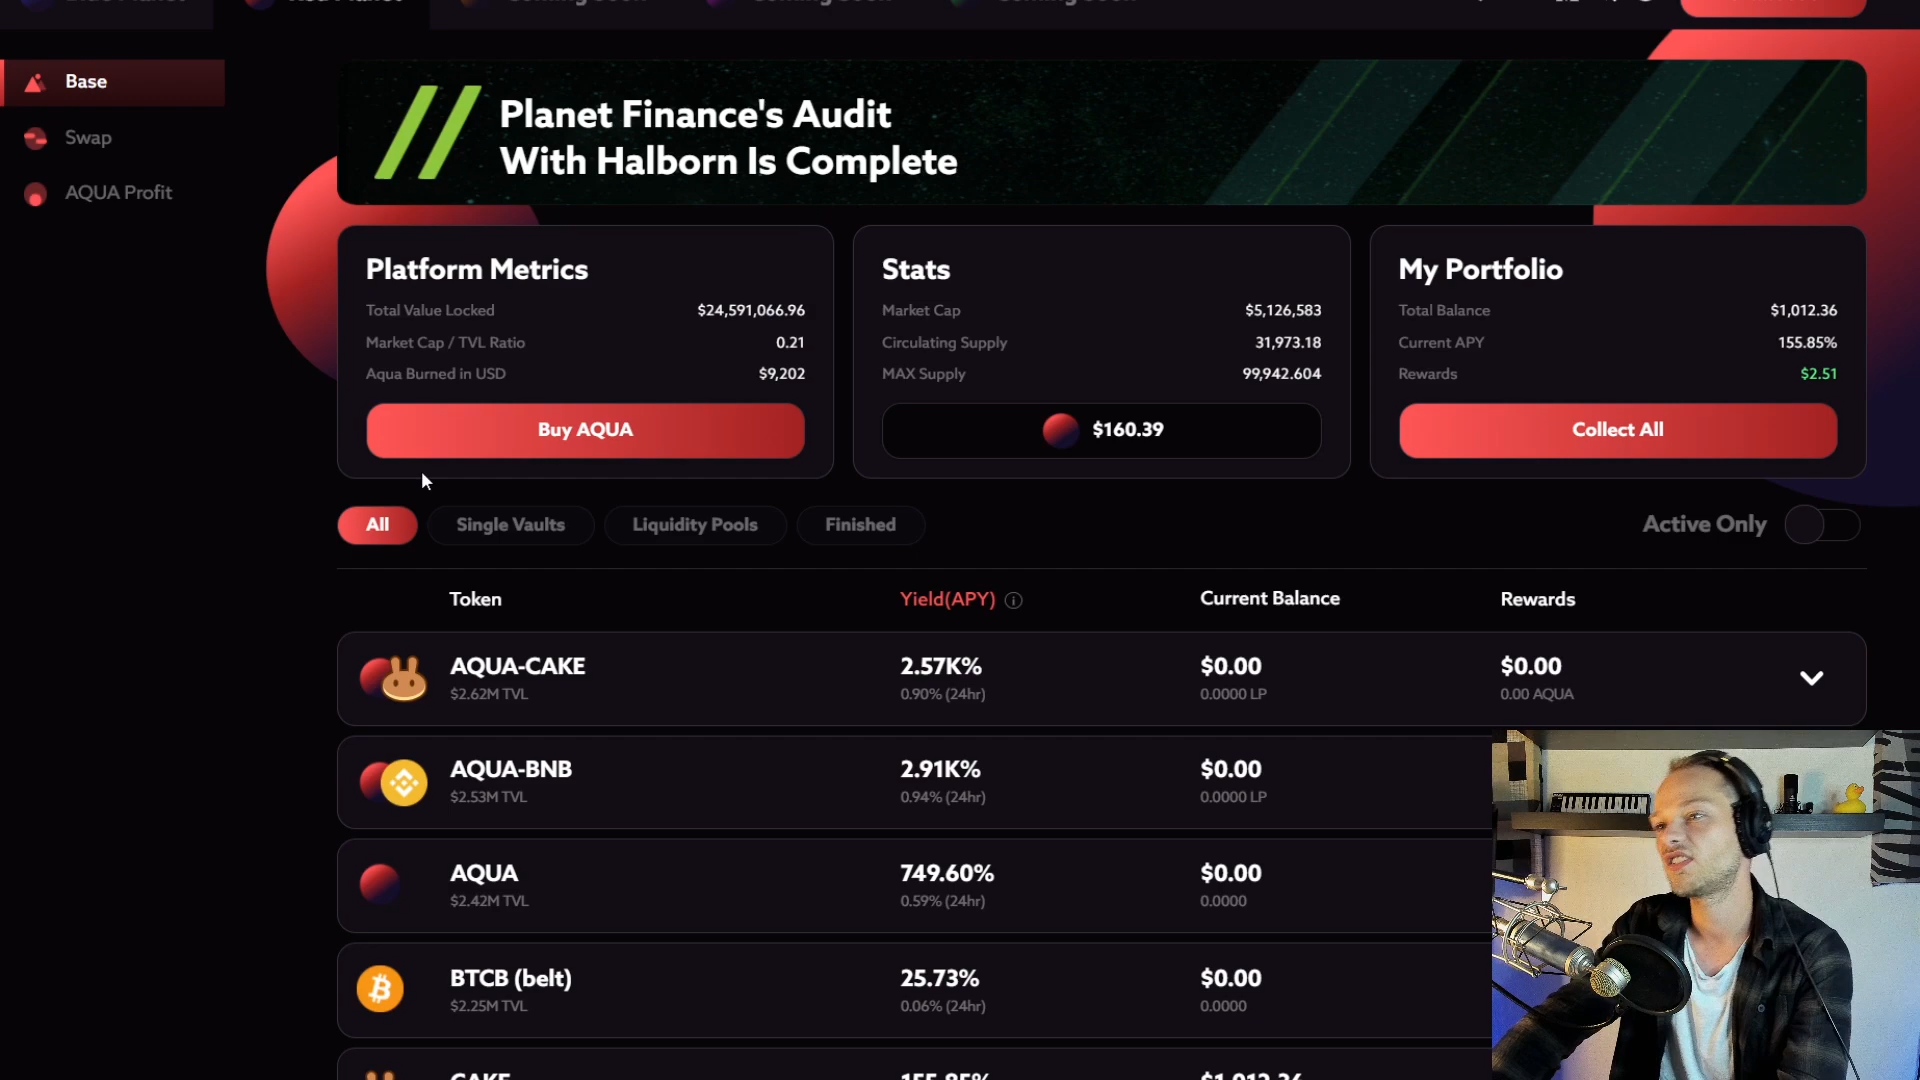 Base
Swap
AQUA Profit
Planet Finance's Audit
With Halborn Is Complete
Platform Metrics
Total Value Locked $24,591,066.96
Market Cap / TVL Ratio 0.21
Aqua Burned in USD $9,202
Buy AQUA
Stats
Market Cap $5,126,583
Circulating Supply 31,973.18
MAX Supply 99,942.604
$160.39
My Portfolio
Total Balance $1,012.36
Current APY 155.85%
Rewards $2.51
Collect All
All Single Vaults Liquidity Pools Finished Active Only
Token Yield(APY) Current Balance Rewards
AQUA-CAKE 2.57K% $0.00 $0.00
$2.62M TVL 0.90% (24hr) 0.0000 LP 0.00 AQUA
AQUA-BNB 2.91K% $0.00
$2.53M TVL 0.94% (24hr) 0.0000 LP
AQUA 749.60% $0.00
$2.42M TVL 0.59% (24hr) 0.0000
BTCB (belt) 25.73% $0.00
$2.25M TVL 0.06% (24hr) 0.0000
CAKE 155.85% $1,012.36